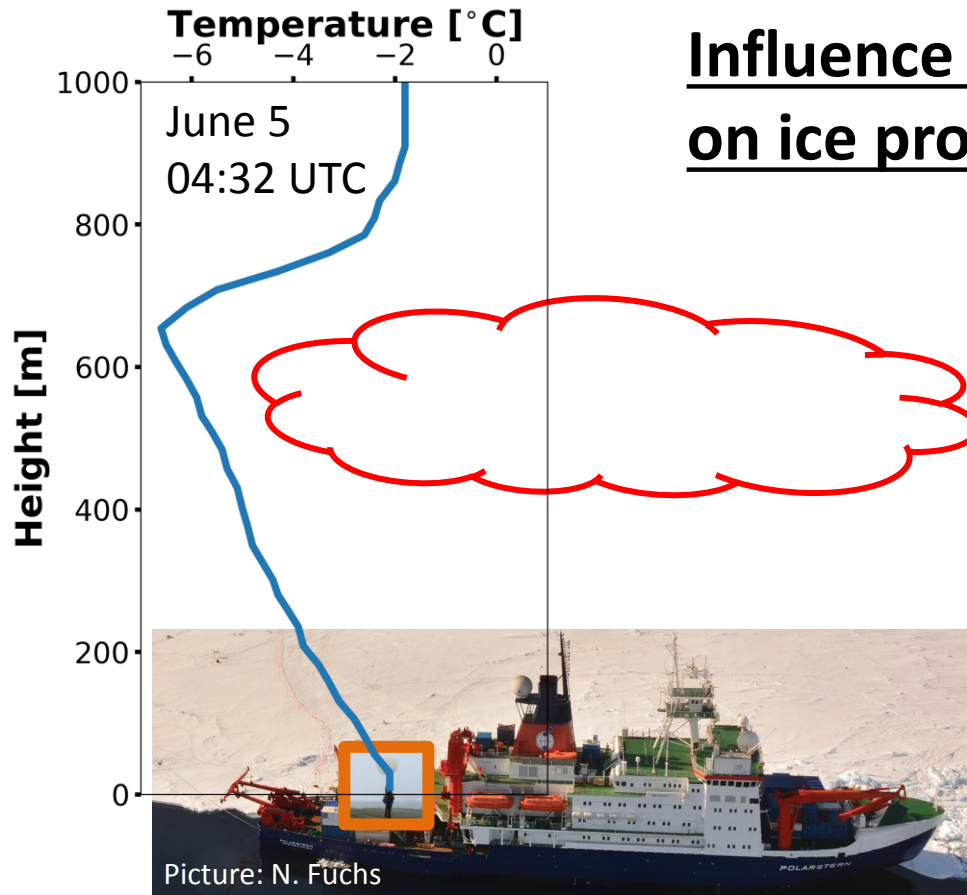 Temperature [°C]
−6 −4 −2 0
Influence
on ice pro
1000
800
600
400
200
0
Height [m]
June 5
04:32 UTC
POLARSTERN
Picture: N. Fuchs